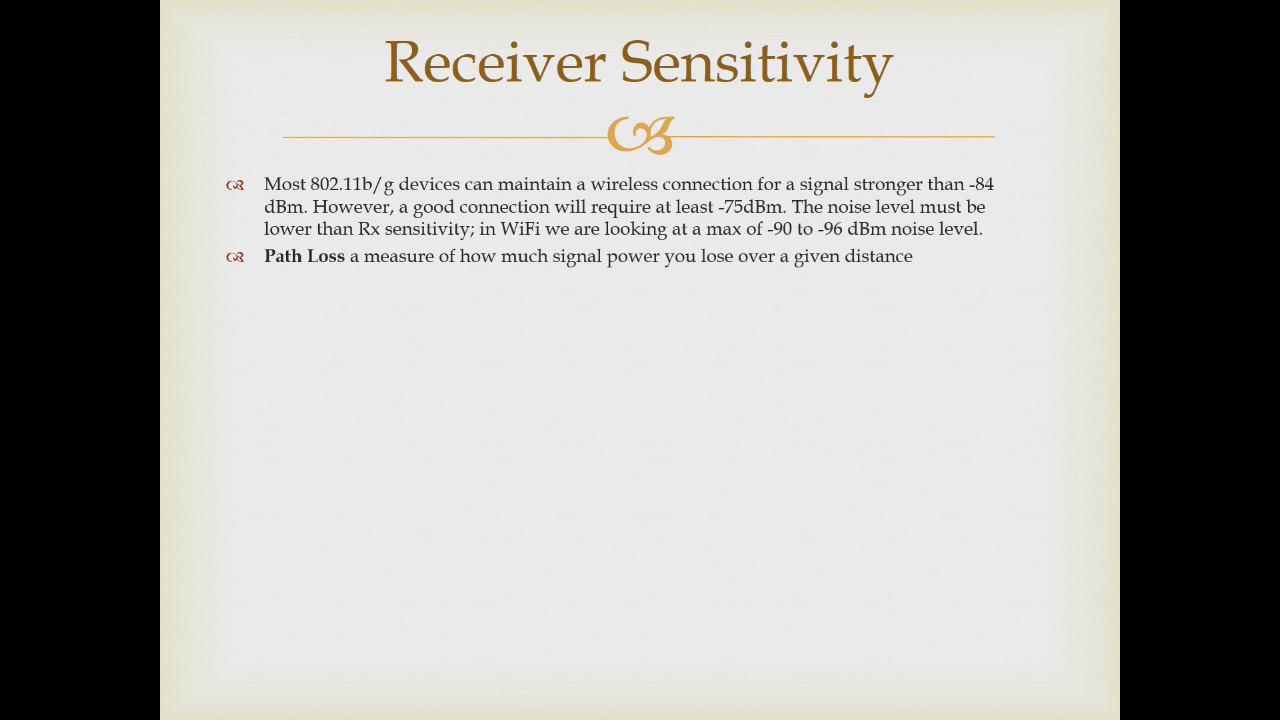 Receiver Sensitivity
Most 802.11b/g devices can maintain a wireless connection for a signal stronger than -84
dBm. However, a good connection will require at least -75dBm. The noise level must be
lower than Rx sensitivity; in WiFi we are looking at a max of -90 to -96 dBm noise level.
Path Loss a measure of how much signal power you lose over a given distance